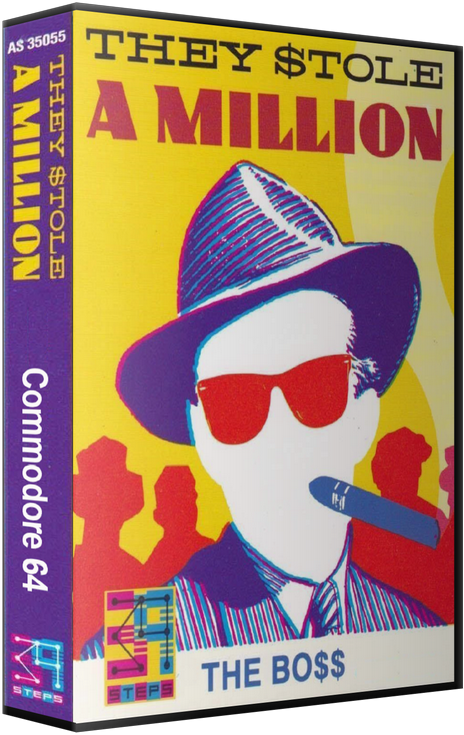 AS 35055
THEY $TOLE
A MILLION
Commodore 64
STEPS
THEY $TOLE
A MILLION
STEPS
THE BO$$